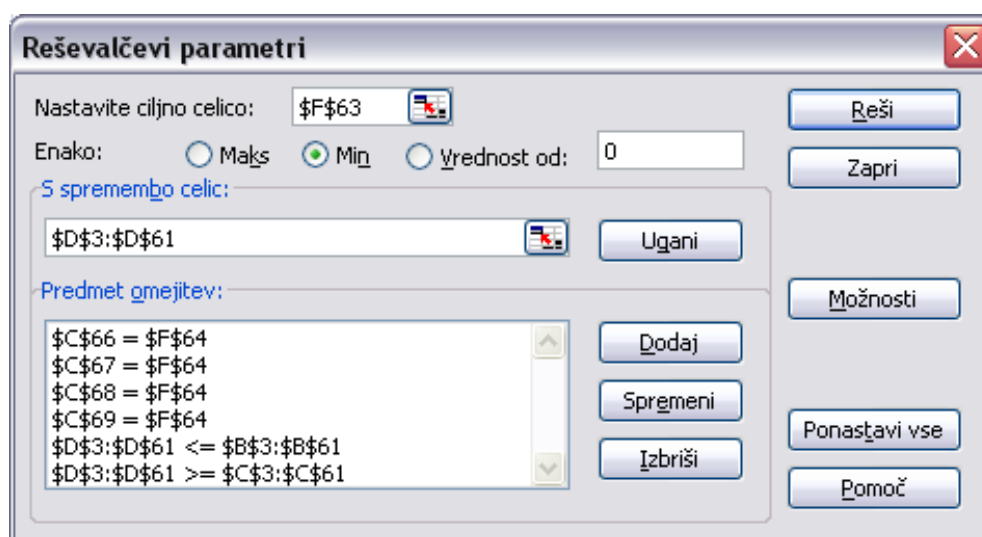 Reševalčevi parametri
Nastavite ciljno celico: $F$63 Reši
Enako: Maks Min Vrednost od: 0 Zapri
S spremembo celic:
$D$3:$D$61 Ugani
Predmet omejitev: Možnosti
$C$66 = $F$64 Dodaj
$C$67 = $F$64
$C$68 = $F$64 Spremeni
$C$69 = $F$64
$D$3:$D$61 <= $B$3:$B$61 Ponastavi vse
$D$3:$D$61 >= $C$3:$C$61 Izbriši
Pomoč